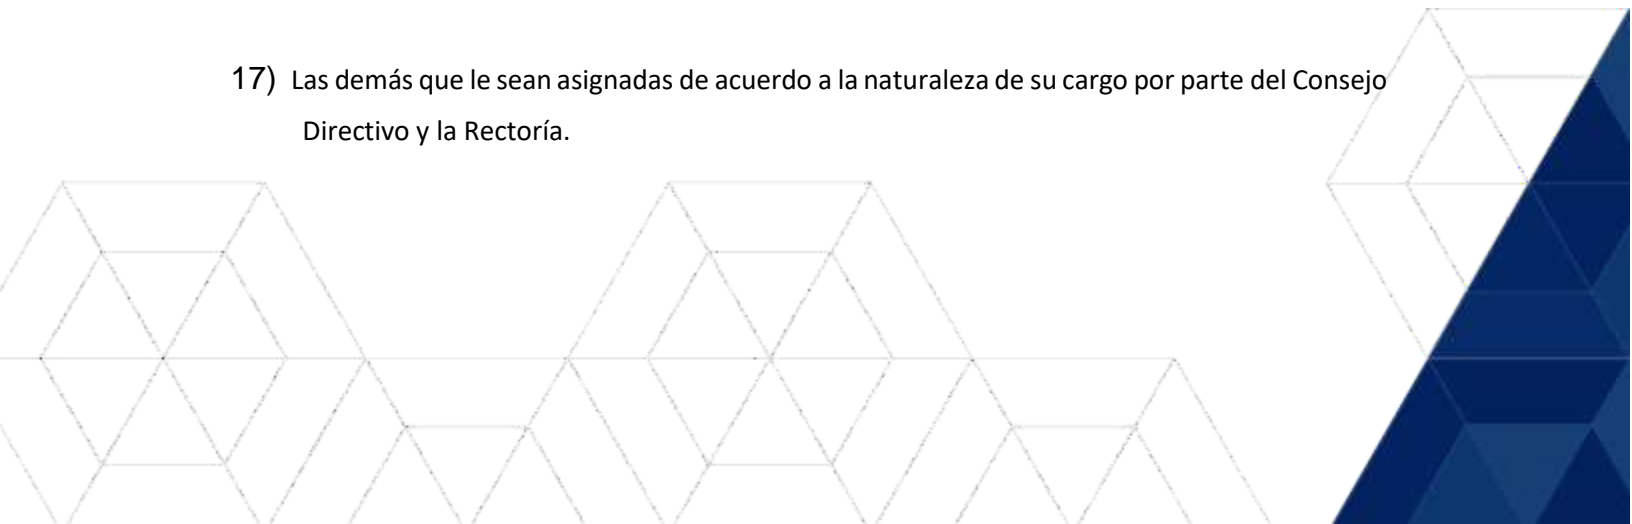 17) Las demás que le sean asignadas de acuerdo a la naturaleza de su cargo por parte del Consejo
Directivo y la Rectoría.